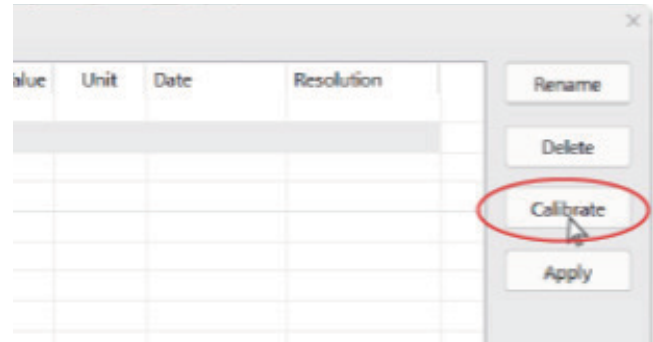 alue Unit Date Resolution
Rename
Delete
Calibrate
Apply